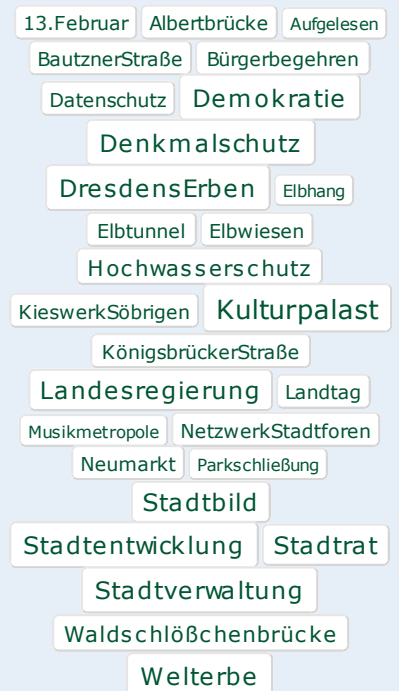 13.Februar Albertbrücke Aufgelesen
BautznerStraße Bürgerbegehren
Datenschutz Demokratie
Denkmalschutz
DresdensErben Elbhang
Elbtunnel Elbwiesen
Hochwasserschutz
KieswerkSöbrigen Kulturpalast
KönigsbrückerStraße
Landesregierung Landtag
Musikmetropole NetzwerkStadtforen
Neumarkt Parkschließung
Stadtbild
Stadtentwicklung Stadtrat
Stadtverwaltung
Waldschlößchenbrücke
Welterbe